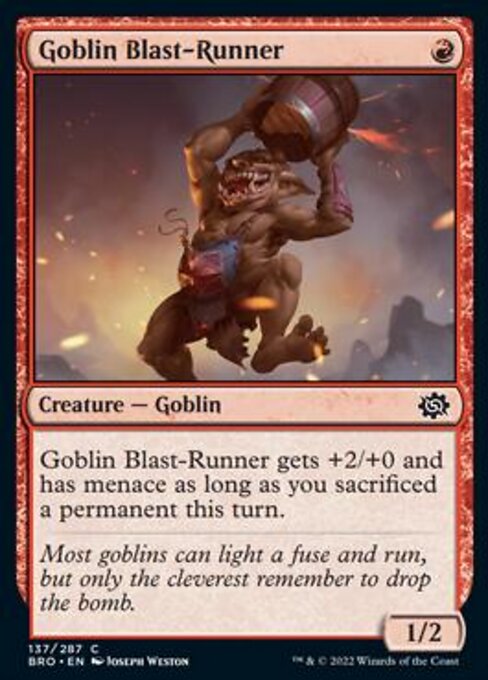 Goblin Blast-Runner
Creature — Goblin
Goblin Blast-Runner gets +2/+0 and
has menace as long as you sacrificed
a permanent this turn.
Most goblins can light a fuse and run,
but only the cleverest remember to drop
the bomb.
1/2
137/287 C
BRO • EN Joseph Weston
™ & © 2022 Wizards of the Coast